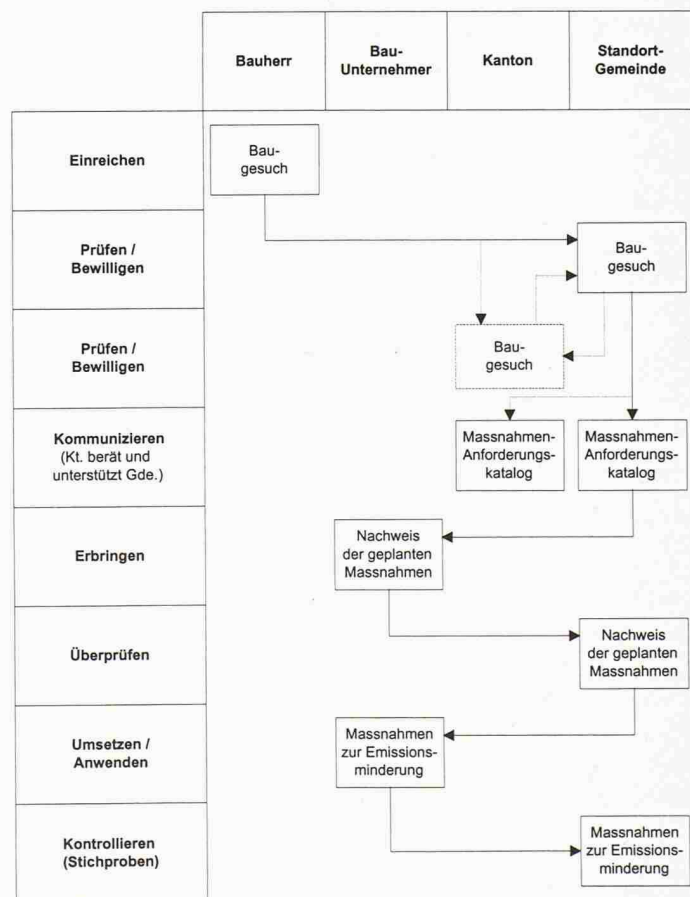 Bauherr
Bau-
Unternehmer
Kanton
Standort-
Gemeinde
Einreichen
Bau-
gesuch
Prüfen /
Bewilligen
Bau-
gesuch
Prüfen /
Bewilligen
Bau-
gesuch
Kommunizieren
(Kt. berät und
unterstützt Gde.)
Massnahmen-
Anforderungs-
katalog
Massnahmen-
Anforderungs-
katalog
Erbringen
Nachweis
der geplanten
Massnahmen
Überprüfen
Nachweis
der geplanten
Massnahmen
Umsetzen /
Anwenden
Massnahmen
zur Emissions-
minderung
Kontrollieren
(Stichproben)
Massnahmen
zur Emissions-
minderung